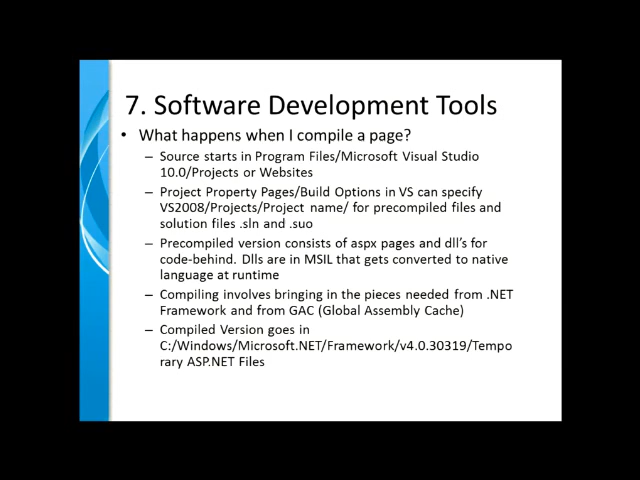 7. Software Development Tools
• What happens when I compile a page?
– Source starts in Program Files/Microsoft Visual Studio
10.0/Projects or Websites
– Project Property Pages/Build Options in VS can specify
VS2008/Projects/Project name/ for precompiled files and
solution files .sln and .suo
– Precompiled version consists of aspx pages and dll's for
code-behind. Dlls are in MSIL that gets converted to native
language at runtime
– Compiling involves bringing in the pieces needed from .NET
Framework and from GAC (Global Assembly Cache)
– Compiled Version goes in
C:/Windows/Microsoft.NET/Framework/v4.0.30319/Tempo
rary ASP.NET Files